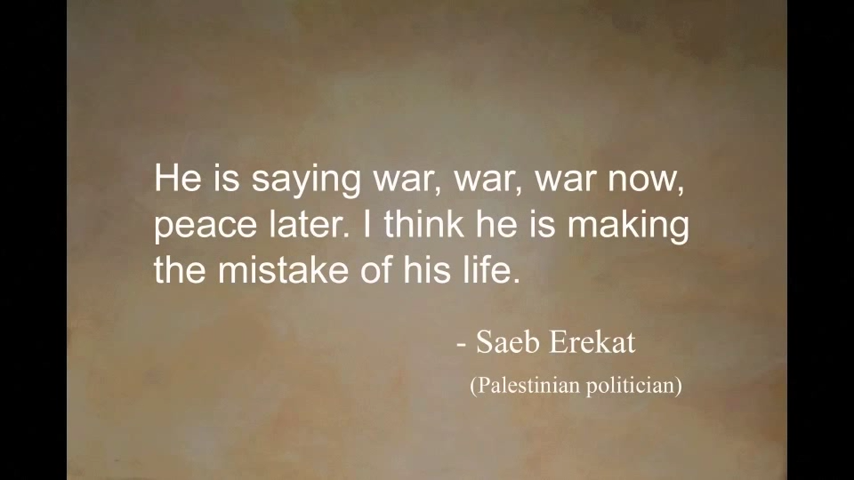 He is saying war, war, war now,
peace later. I think he is making
the mistake of his life.
- Saeb Erekat
(Palestinian politician)